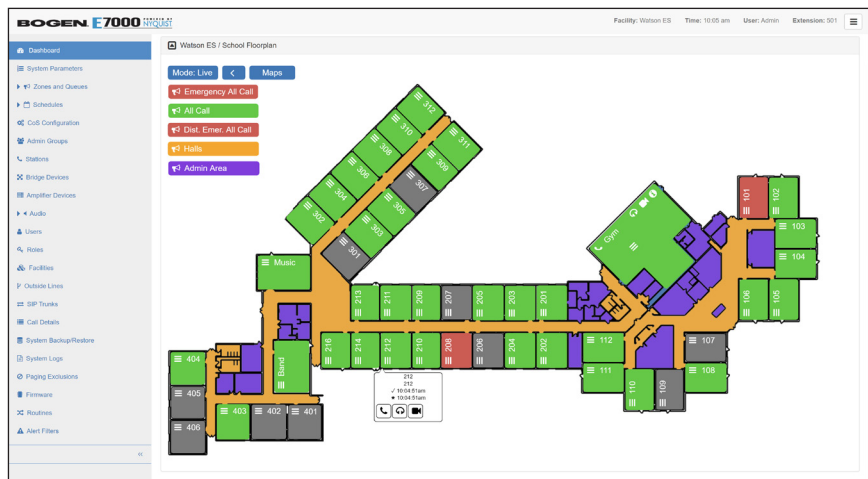 BOGEN E7000 POWERED BY NYQUIST
Facility: Watson ES Time: 10:05 am User: Admin Extension: 901
Dashboard
System Parameters
Zones and Queues
Schedules
CoS Configuration
Admin Groups
Stations
Bridge Devices
Amplifier Devices
Audio
Users
Roles
Facilities
Outside Lines
SIP Trunks
Call Details
System Backup/Restore
System Logs
Paging Exclusions
Firmware
Routines
Alert Filters
Watson ES / School Floorplan
Mode: Live
Maps
Emergency All Call
All Call
Dist. Emer. All Call
Halls
Admin Area
312
310
308
306
304
302
311
309
307
305
303
301
Music
213
211
209
207
205
203
201
216
214
212
210
208
206
204
202
Band
404
405
406
403
402
401
Gym
101
102
103
104
106
105
112
111
110
109
107
108
212
212
✓ 10:04:51am
10:04:51am